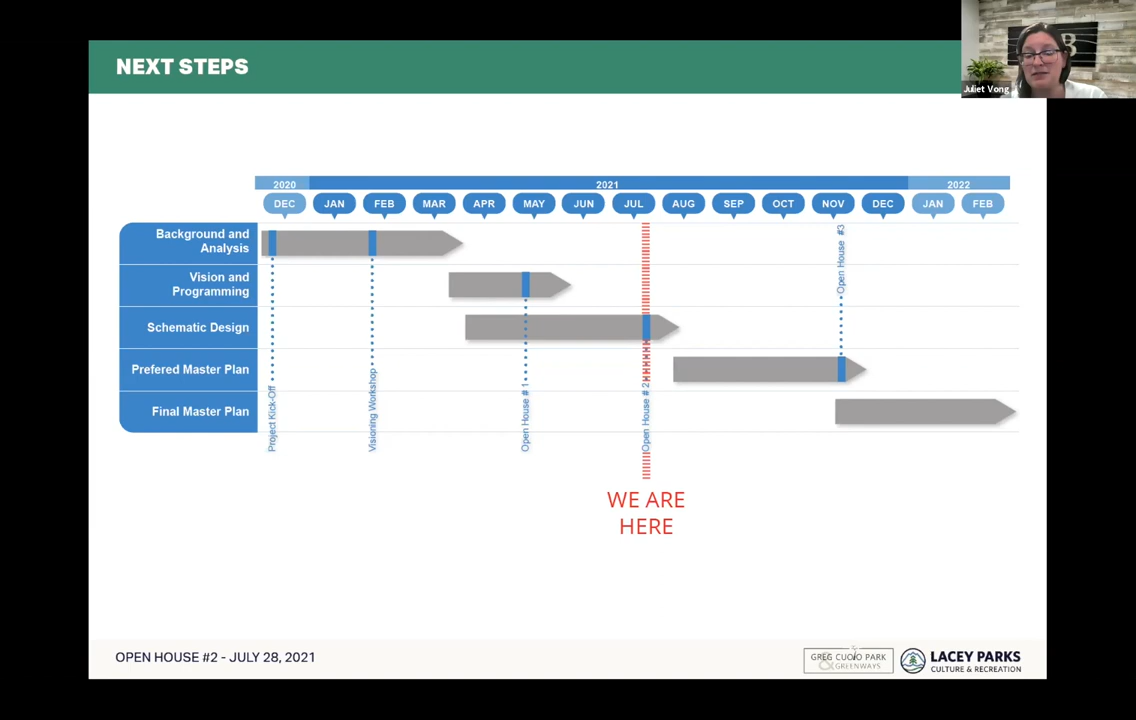 NEXT STEPS
Juliet Vong
B
2020 2021 2022
DEC JAN FEB MAR APR MAY JUN JUL AUG SEP OCT NOV DEC JAN FEB
Background and
Analysis
Vision and
Programming
Schematic Design
Prefered Master Plan
Final Master Plan
Project Kick-Off
Visioning Workshop
Open House # 1
Open House # 2
Open House #3
WE ARE
HERE
OPEN HOUSE #2 - JULY 28, 2021
GREG CUOIO PARK
& GREENWAYS
LACEY PARKS
CULTURE & RECREATION